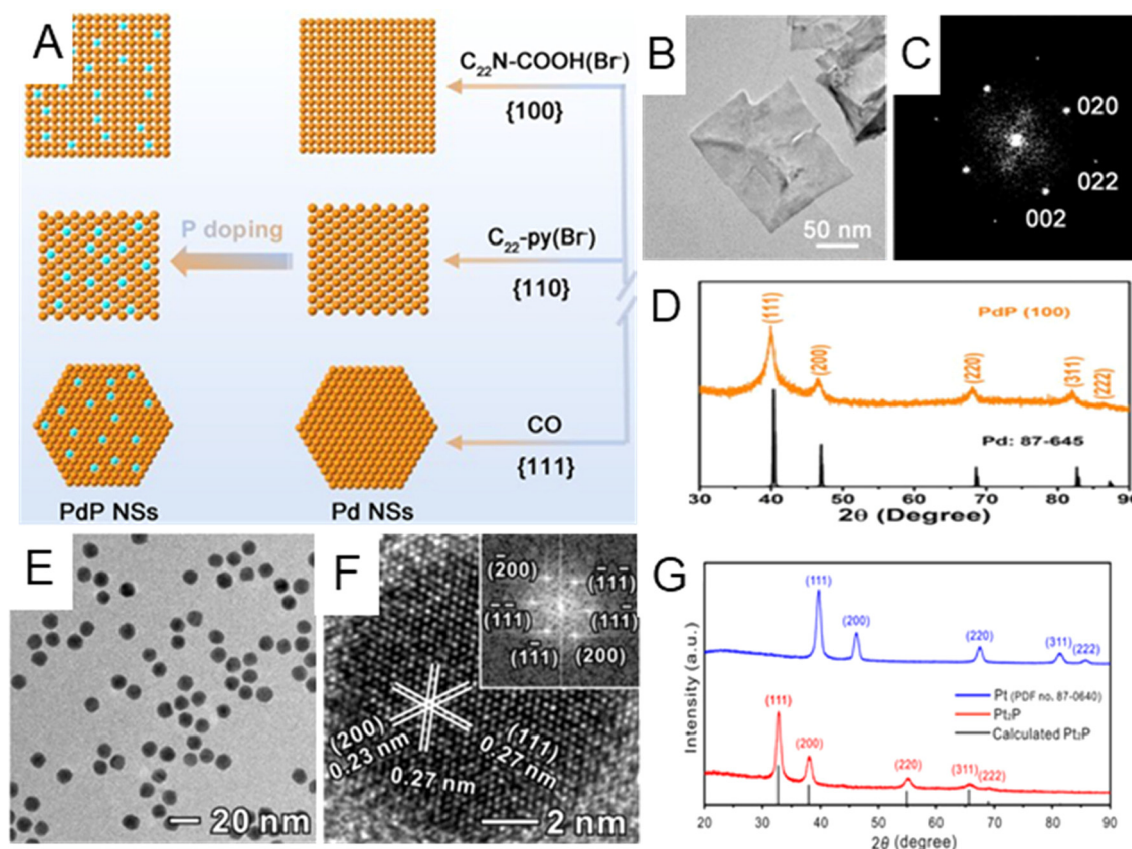 A
C₂₂N-COOH(Br⁻)
{100}
P doping
C₂₂-py(Br⁻)
{110}
CO
{111}
PdP NSs
Pd NSs
B
50 nm
C
020
022
002
D
PdP (100)
(111)
(200)
(220)
(311)
(222)
Pd: 87-645
30 40 50 60 70 80 90
2θ (Degree)
E
20 nm
F
(2̄00)
(1̄11̄)
(1̄1̄1)
(111̄)
(11̄1)
(200)
(200)
0.23 nm
0.27 nm
(111)
0.27 nm
2 nm
G
Intensity (a.u.)
(111)
(200)
(220)
(311)
(222)
Pt (PDF no. 87-0640)
Pt₂P
Calculated Pt₂P
(111)
(200)
(220)
(311)
(222)
20 30 40 50 60 70 80 90
2θ (degree)